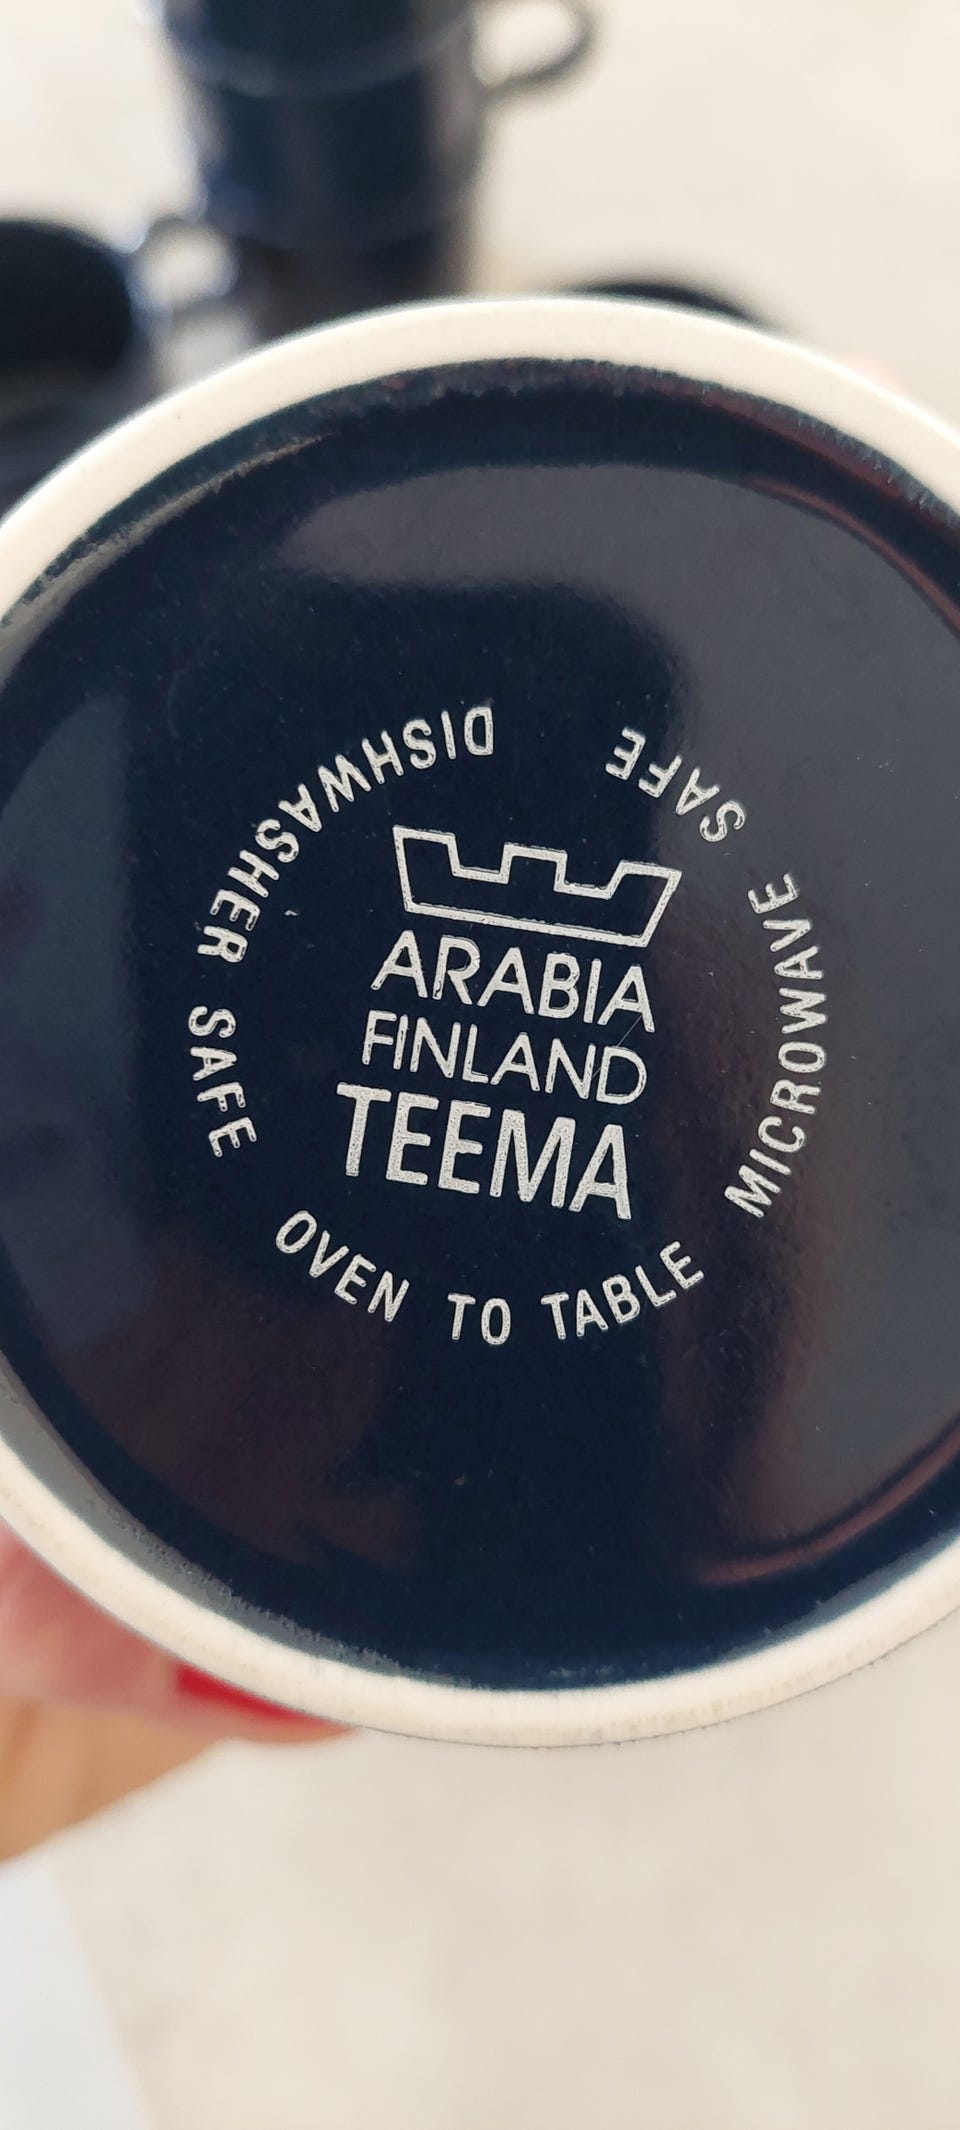 ARABIA
FINLAND
TEEMA
DISHWASHER SAFE
OVEN TO TABLE
MICROWAVE SAFE